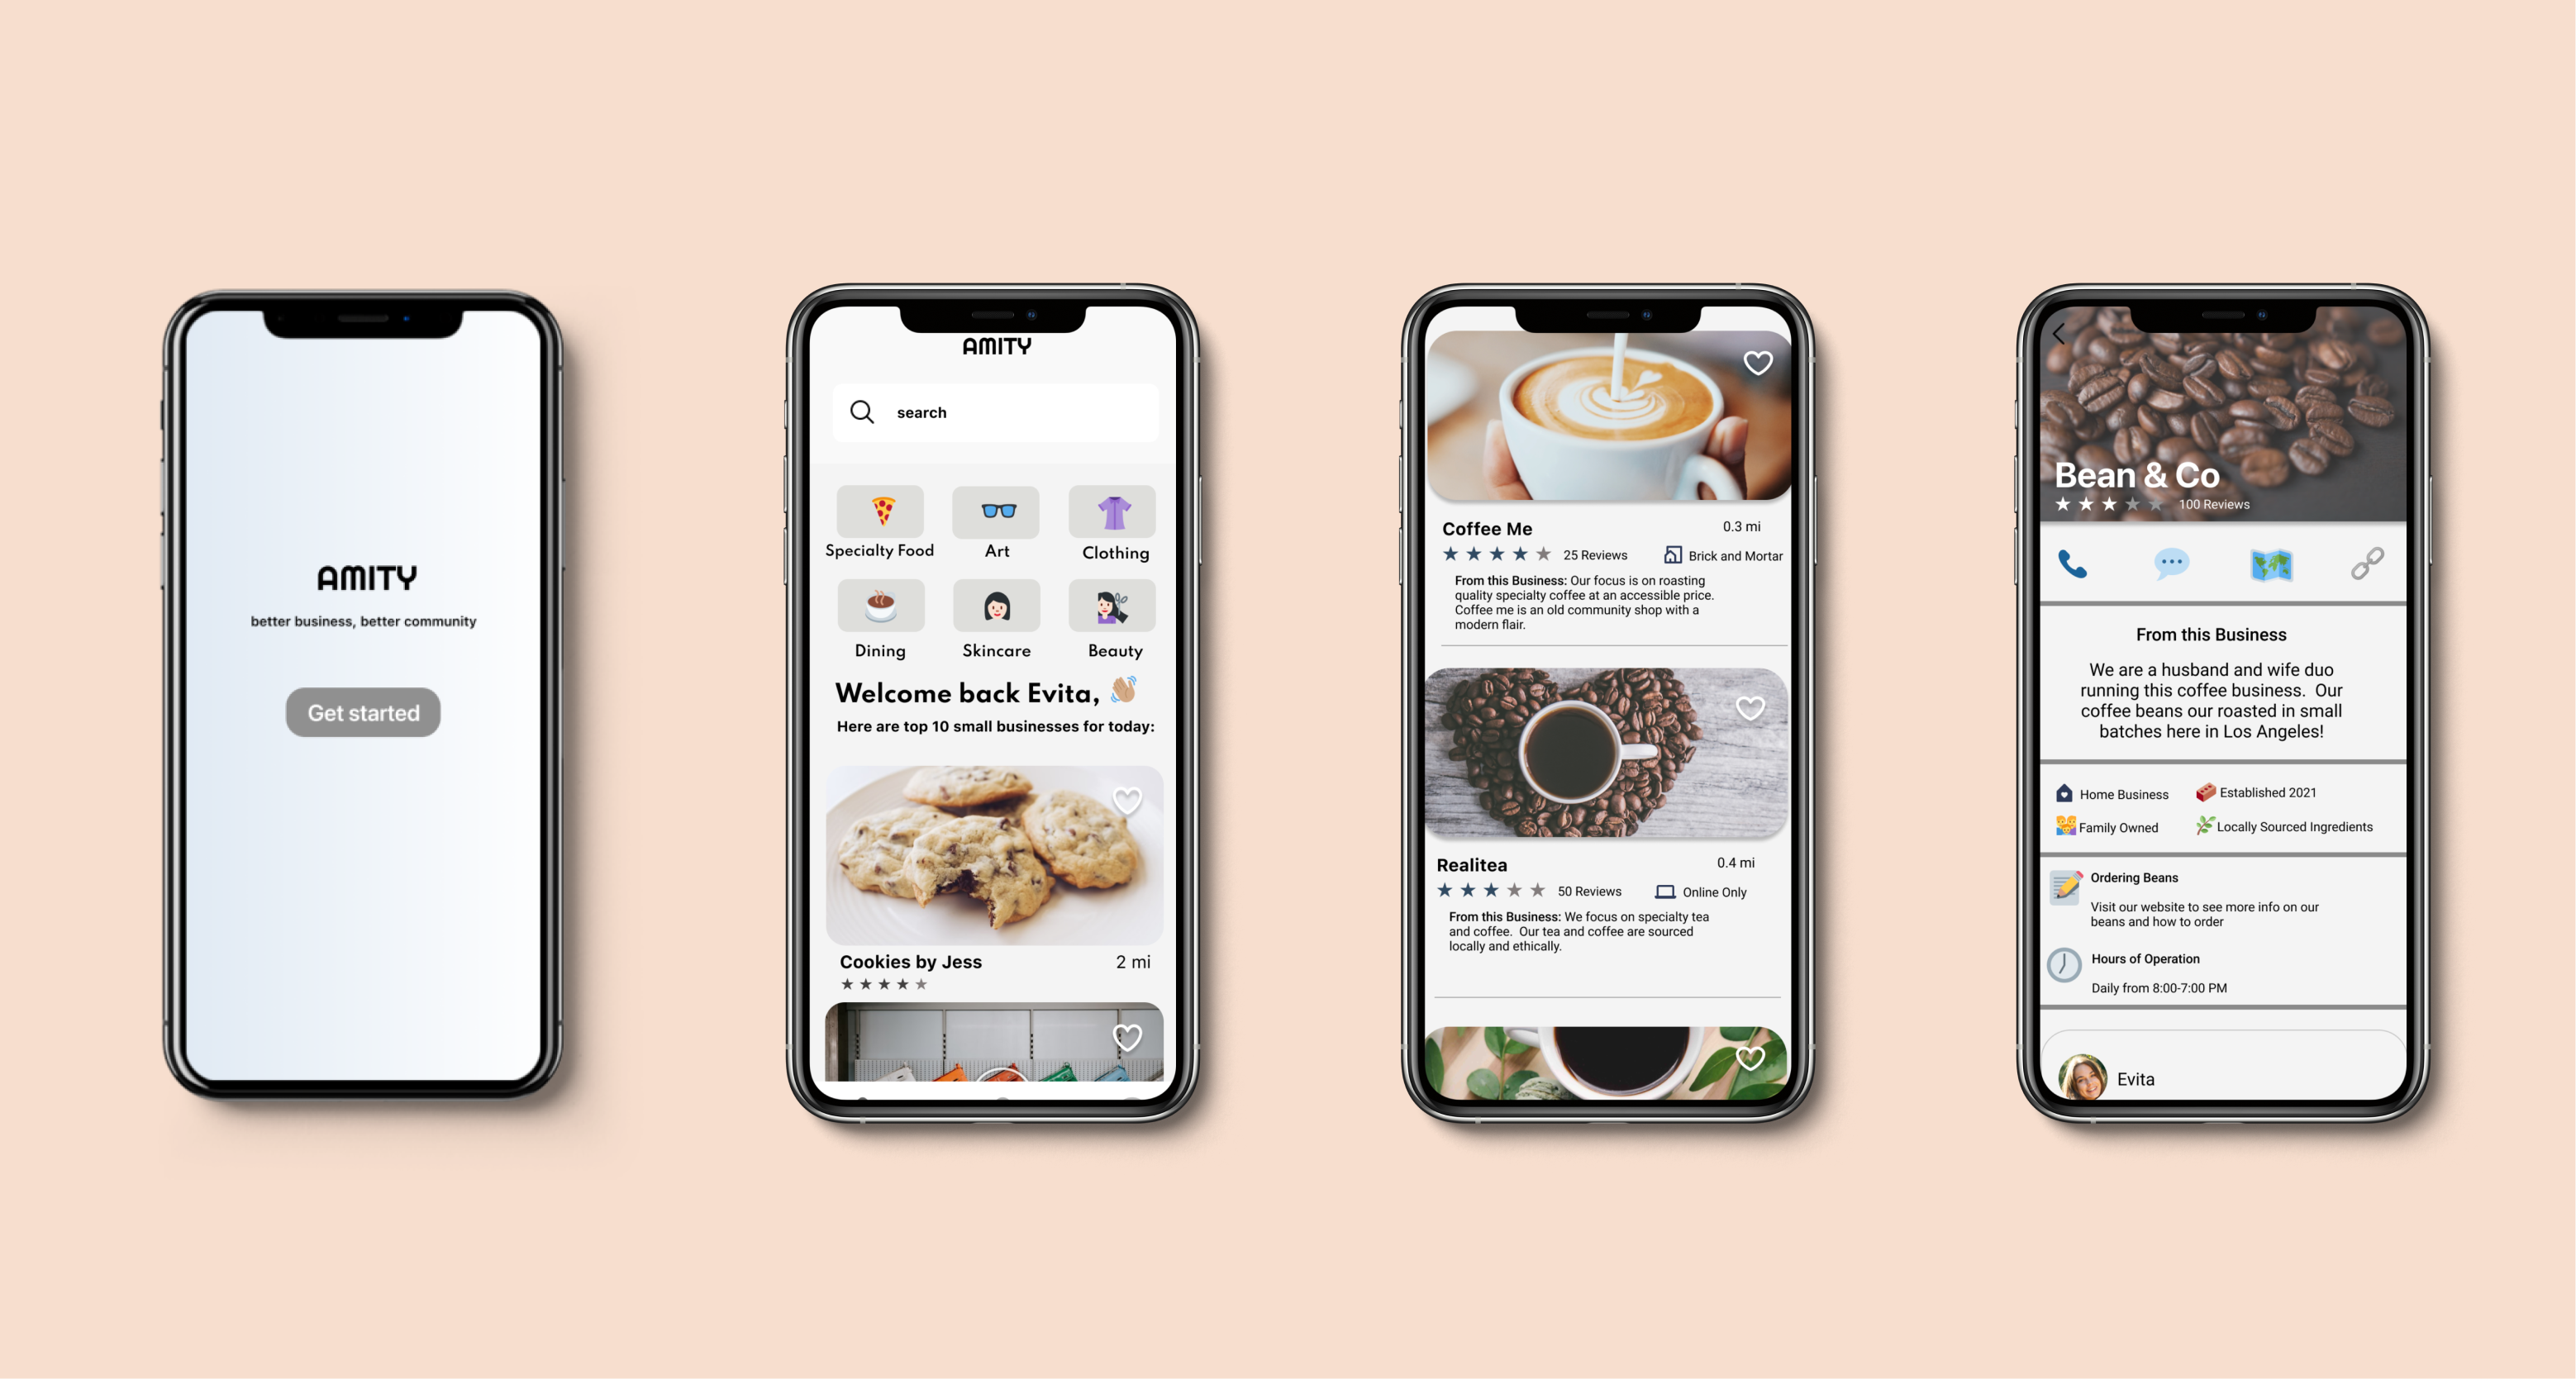 AMITY
better business, better community
Get started
AMITY
search
Specialty Food
Art
Clothing
Dining
Skincare
Beauty
Welcome back Evita,
Here are top 10 small businesses for today:
Cookies by Jess
2 mi
Coffee Me
0.3 mi
25 Reviews
Brick and Mortar
From this Business: Our focus is on roasting
quality specialty coffee at an accessible price.
Coffee me is an old community shop with a
modern flair.
Realitea
0.4 mi
50 Reviews
Online Only
From this Business: We focus on specialty tea
and coffee. Our tea and coffee are sourced
locally and ethically.
Bean & Co
100 Reviews
From this Business
We are a husband and wife duo
running this coffee business. Our
coffee beans our roasted in small
batches here in Los Angeles!
Home Business
Established 2021
Family Owned
Locally Sourced Ingredients
Ordering Beans
Visit our website to see more info on our
beans and how to order
Hours of Operation
Daily from 8:00-7:00 PM
Evita